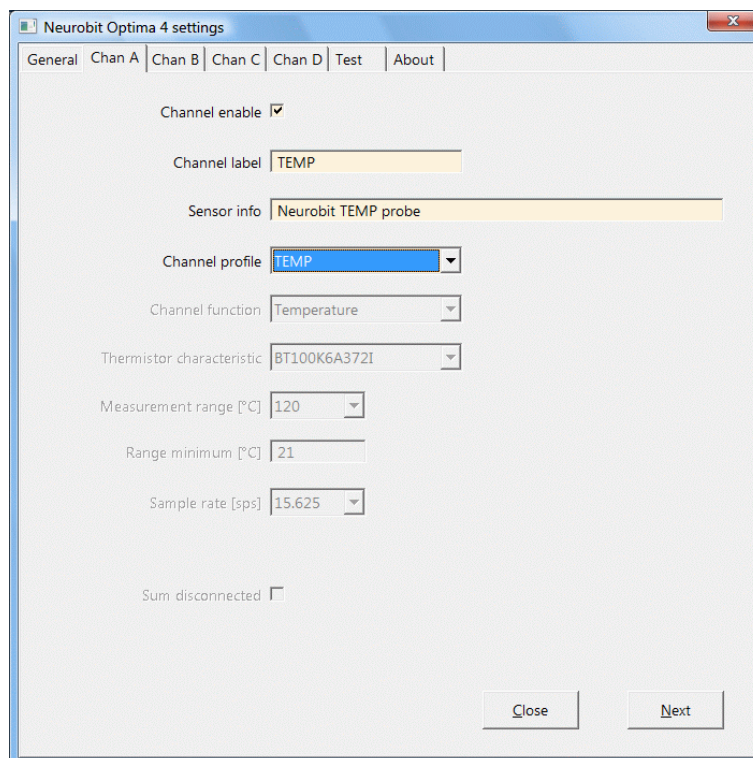 Neurobit Optima 4 settings
General Chan A Chan B Chan C Chan D Test About
Channel enable
Channel label TEMP
Sensor info Neurobit TEMP probe
Channel profile TEMP
Channel function Temperature
Thermistor characteristic BT100K6A372I
Measurement range [°C] 120
Range minimum [°C] 21
Sample rate [sps] 15.625
Sum disconnected
Close Next